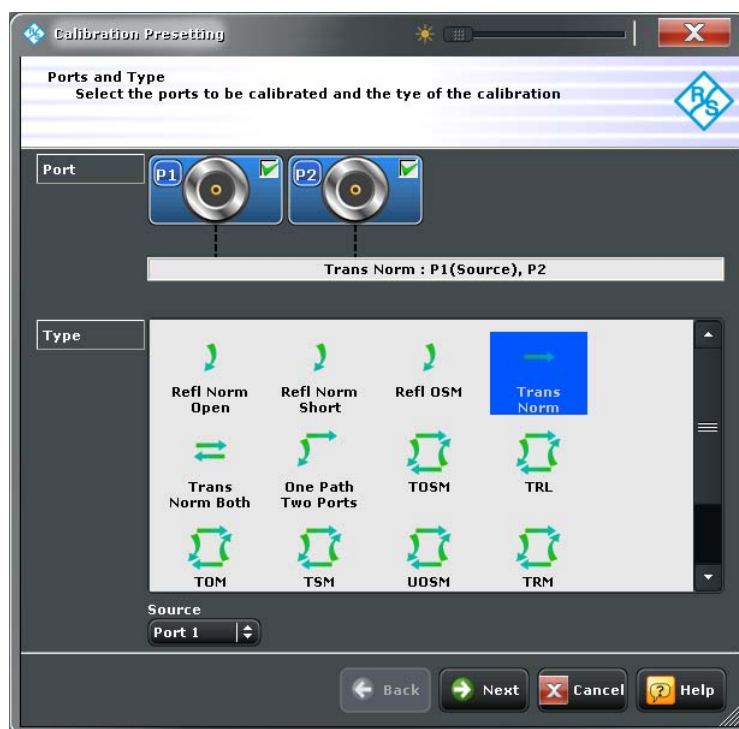 Calibration Presetting
Ports and Type
Select the ports to be calibrated and the tye of the calibration
R S
Port
P1
P2
Trans Norm : P1(Source), P2
Type
Refl Norm Open
Refl Norm Short
Refl OSM
Trans Norm
Trans Norm Both
One Path Two Ports
TOSM
TRL
TOM
TSM
UOSM
TRM
Source
Port 1
Back
Next
Cancel
Help